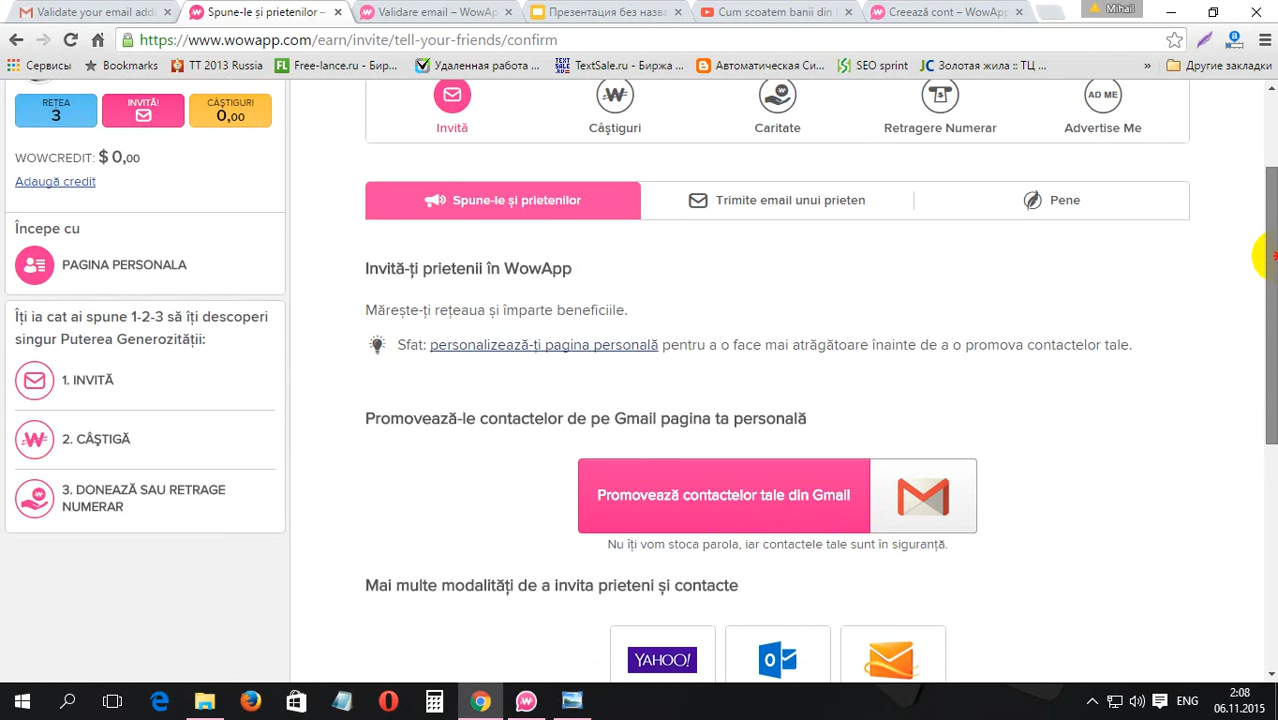 Validate your email add
Spune-le și prietenilor –
Validare email – WowAp
Презентация без назва
Cum scoatem banii din
Creează cont – WowApp
Mihail
https://www.wowapp.com/earn/invite/tell-your-friends/confirm
Сервисы
Bookmarks
TT 2013 Russia
Free-lance.ru - Бир...
Удаленная работа ...
TextSale.ru - Биржа ...
Автоматическая Си...
SEO sprint
Золотая жила :: ТЦ ...
»
Другие закладки
REȚEA
3
INVITĂ!
CÂȘTIGURI
0,00
WOWCREDIT: $ 0,00
Adaugă credit
Începe cu
PAGINA PERSONALA
Îți ia cat ai spune 1-2-3 să îți descoperi
singur Puterea Generozității:
1. INVITĂ
2. CÂȘTIGĂ
3. DONEAZĂ SAU RETRAGE
NUMERAR
Invită
Câștiguri
Caritate
Retragere Numerar
AD ME
Advertise Me
Spune-le și prietenilor
Trimite email unui prieten
Pene
Invită-ți prietenii în WowApp
Mărește-ți rețeaua și împarte beneficiile.
Sfat: personalizează-ți pagina personală pentru a o face mai atrăgătoare înainte de a o promova contactelor tale.
Promovează-le contactelor de pe Gmail pagina ta personală
Promovează contactelor tale din Gmail
Nu îți vom stoca parola, iar contactele tale sunt în siguranță.
Mai multe modalități de a invita prieteni și contacte
YAHOO!
ENG
2:08
06.11.2015